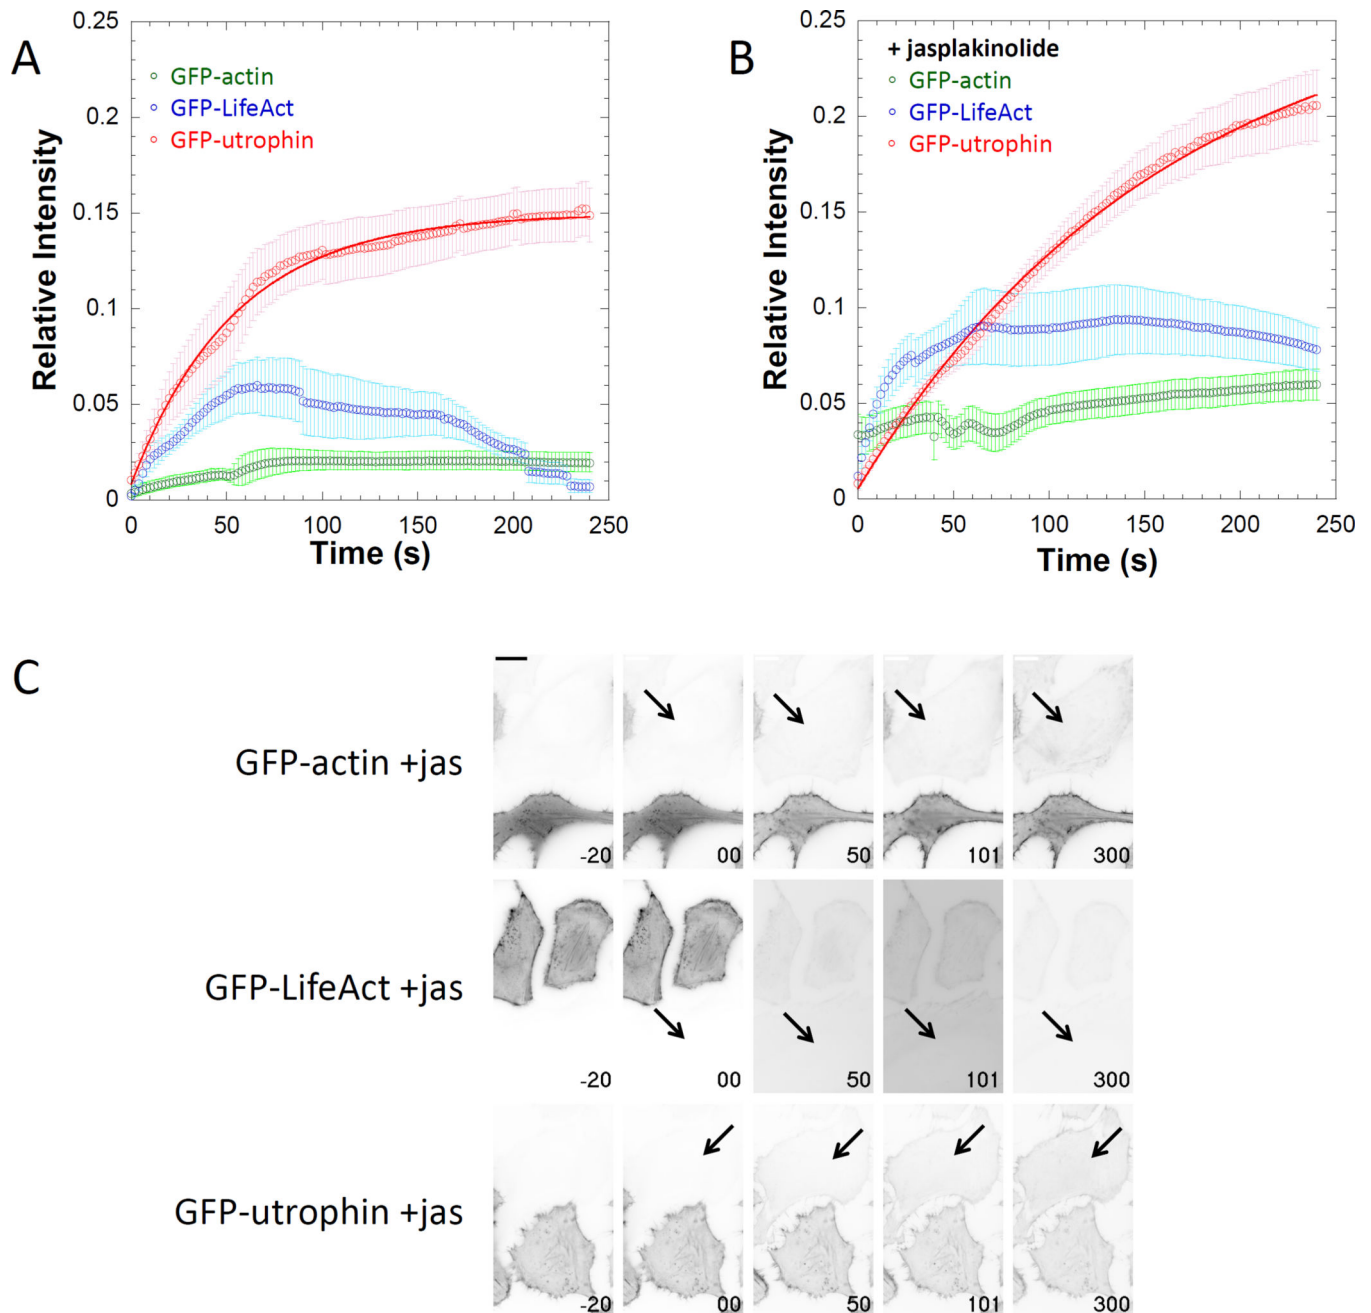 A
0.25
0.2
0.15
0.1
0.05
0
Relative Intensity
GFP-actin
GFP-LifeAct
GFP-utrophin
0 50 100 150 200 250
Time (s)
B
0.25
0.2
0.15
0.1
0.05
0
Relative Intensity
+ jasplakinolide
GFP-actin
GFP-LifeAct
GFP-utrophin
0 50 100 150 200 250
Time (s)
C
GFP-actin +jas
-20 00 50 101 300
GFP-LifeAct +jas
-20 00 50 101 300
GFP-utrophin +jas
-20 00 50 101 300